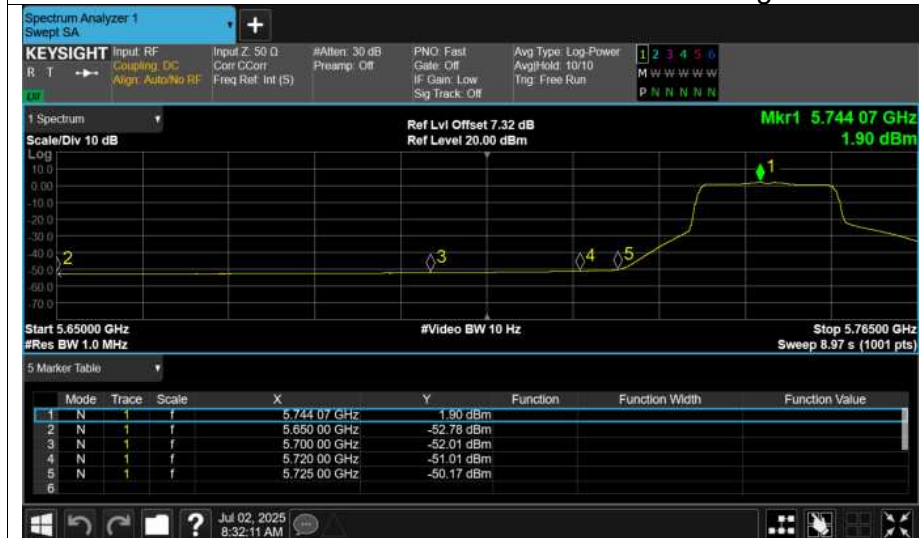 Spectrum Analyzer 1
Swept SA
+
KEYSIGHT
R T
Input: RF
Coupling: DC
Align: Auto/No RF
Input Z: 50 Ω
Corr CCorr
Freq Ref: Int (S)
#Atten: 30 dB
Preamp: Off
PNO: Fast
Gate: Off
IF Gain: Low
Sig Track: Off
Avg Type: Log-Power
Avg|Hold: 10/10
Trig: Free Run
1 2 3 4 5 6
M W W W W W
P N N N N N
1 Spectrum
Scale/Div 10 dB
Ref Lvl Offset 7.32 dB
Ref Level 20.00 dBm
Mkr1 5.744 07 GHz
1.90 dBm
Log
10.0
0.00
-10.0
-20.0
-30.0
-40.0
-50.0
-60.0
-70.0
1
2
3
4
5
Start 5.65000 GHz
#Res BW 1.0 MHz
#Video BW 10 Hz
Stop 5.76500 GHz
Sweep 8.97 s (1001 pts)
5 Marker Table
Mode Trace Scale X Y Function Function Width Function Value
1 N 1 f 5.744 07 GHz 1.90 dBm
2 N 1 f 5.650 00 GHz -52.78 dBm
3 N 1 f 5.700 00 GHz -52.01 dBm
4 N 1 f 5.720 00 GHz -51.01 dBm
5 N 1 f 5.725 00 GHz -50.17 dBm
6
?
Jul 02, 2025
8:32:11 AM